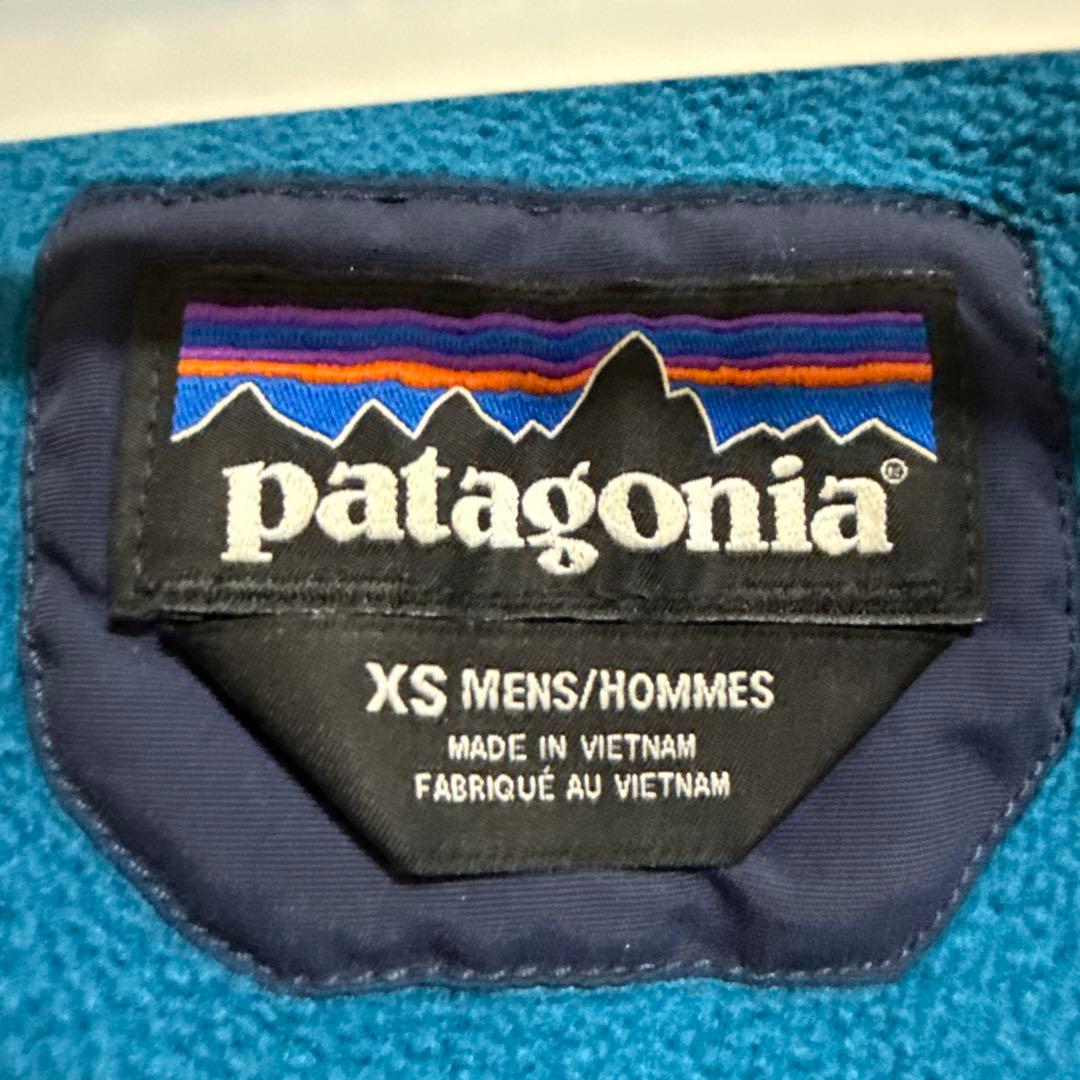 patagonia®
XS MENS/HOMMES
MADE IN VIETNAM
FABRIQUÉ AU VIETNAM